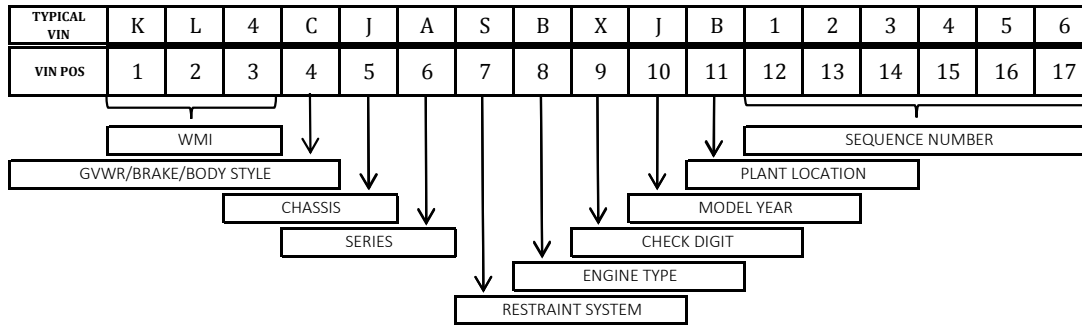 TYPICAL VIN K L 4 C J A S B X J B 1 2 3 4 5 6
VIN POS 1 2 3 4 5 6 7 8 9 10 11 12 13 14 15 16 17
WMI SEQUENCE NUMBER
GVWR/BRAKE/BODY STYLE PLANT LOCATION
CHASSIS MODEL YEAR
SERIES CHECK DIGIT
ENGINE TYPE
RESTRAINT SYSTEM